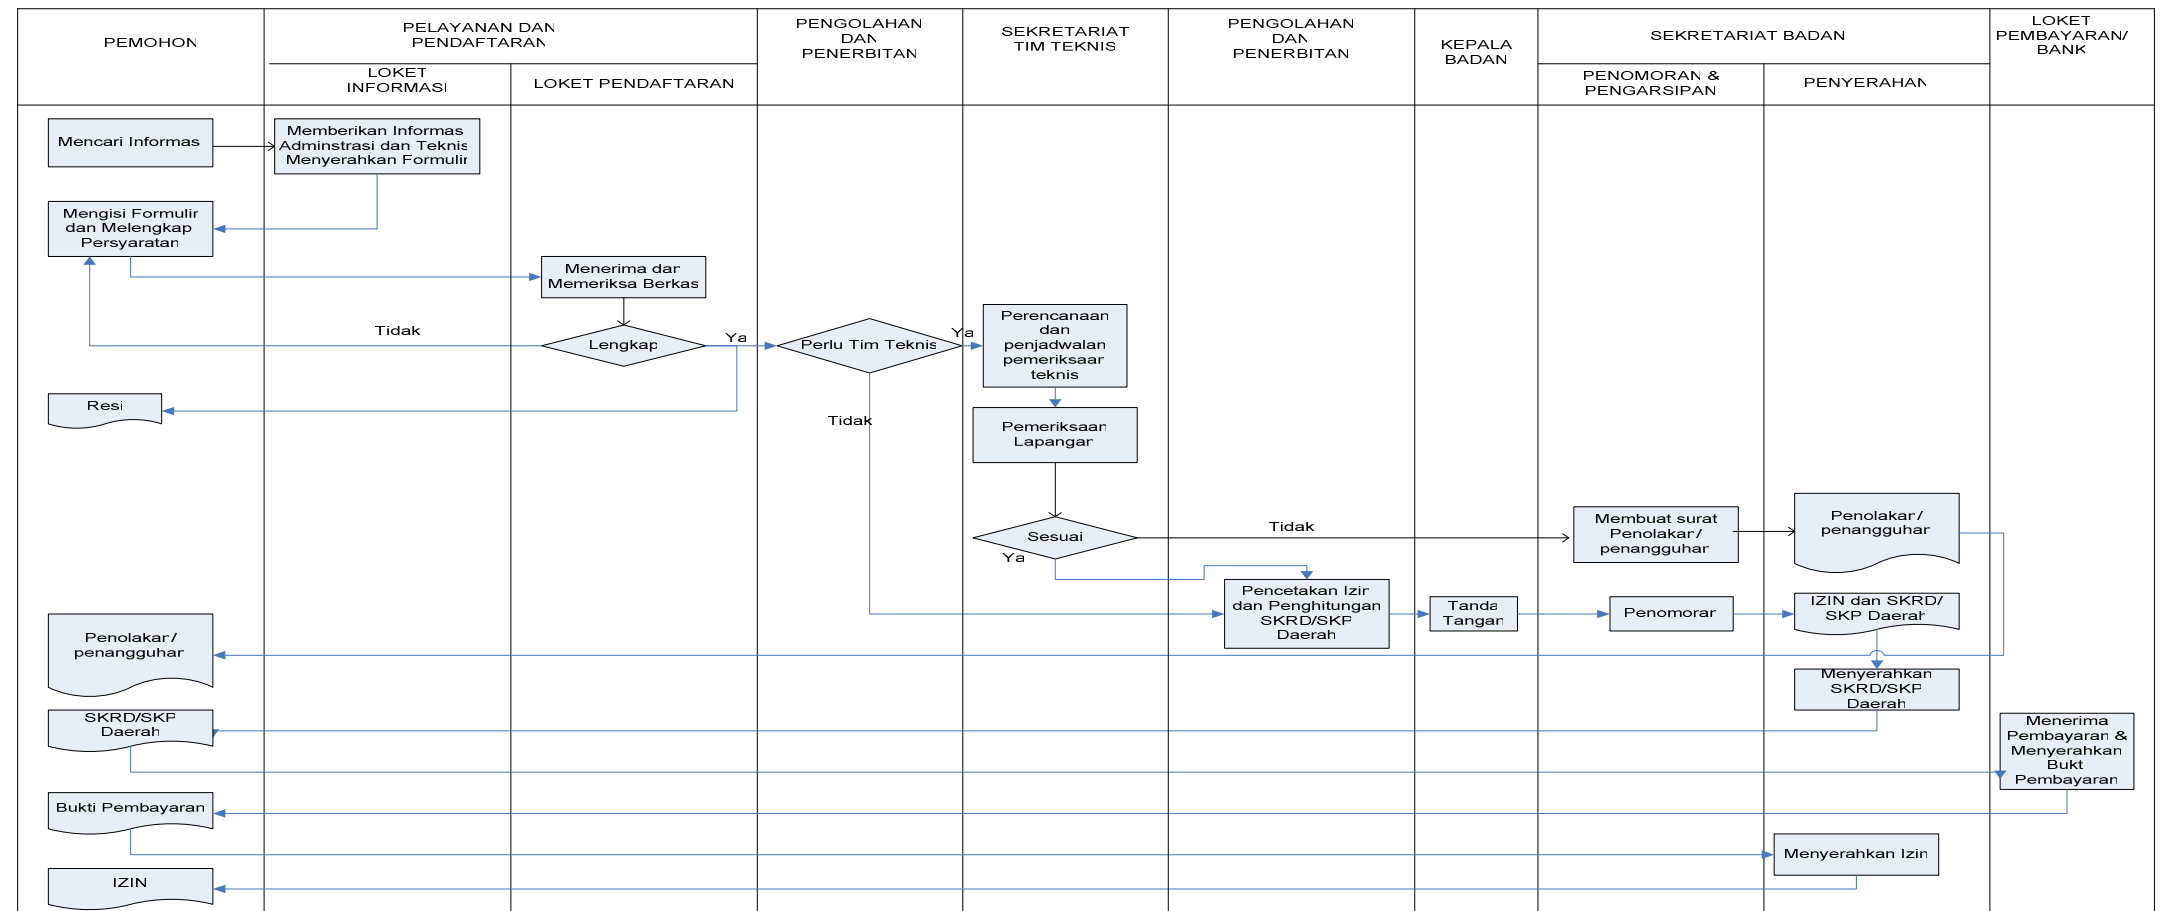 PEMOHON
PELAYANAN DAN
PENDAFTARAN
LOKET
INFORMASI
LOKET PENDAFTARAN
PENGOLAHAN
DAN
PENERBITAN
SEKRETARIAT
TIM TEKNIS
PENGOLAHAN
DAN
PENERBITAN
KEPALA
BADAN
SEKRETARIAT BADAN
PENOMORAN &
PENGARSIPAN
PENYERAHAN
LOKET
PEMBAYARAN/
BANK
Mencari Informas
Memberikan Informas
Adminstrasi dan Teknis
Menyerahkan Formulir
Mengisi Formulir
dan Melengkap
Persyaratan
Menerima dan
Memeriksa Berkas
Tidak
Lengkap
Ya
Perlu Tim Teknis
Ya
Perencanaan
dan
penjadwalan
pemeriksaan
teknis
Resi
Tidak
Pemeriksaan
Lapangan
Sesuai
Tidak
Ya
Membuat surat
Penolakan/
penangguhan
Penolakan/
penangguhan
Pencetakan Izin
dan Penghitungan
SKRD/SKP
Daerah
Tanda
Tangan
Penomoran
IZIN dan SKRD/
SKP Daerah
Penolakan/
penangguhan
Menyerahkan
SKRD/SKP
Daerah
SKRD/SKP
Daerah
Menerima
Pembayaran &
Menyerahkan
Bukt
Pembayaran
Bukti Pembayaran
Menyerahkan Izin
IZIN